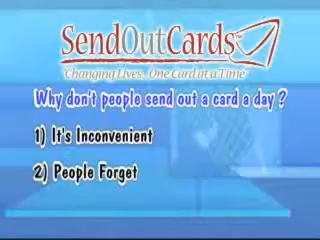 SendOutCards™
Changing Lives, One Card at a Time
Why don't people send out a card a day ?
1) It's Inconvenient
2) People Forget